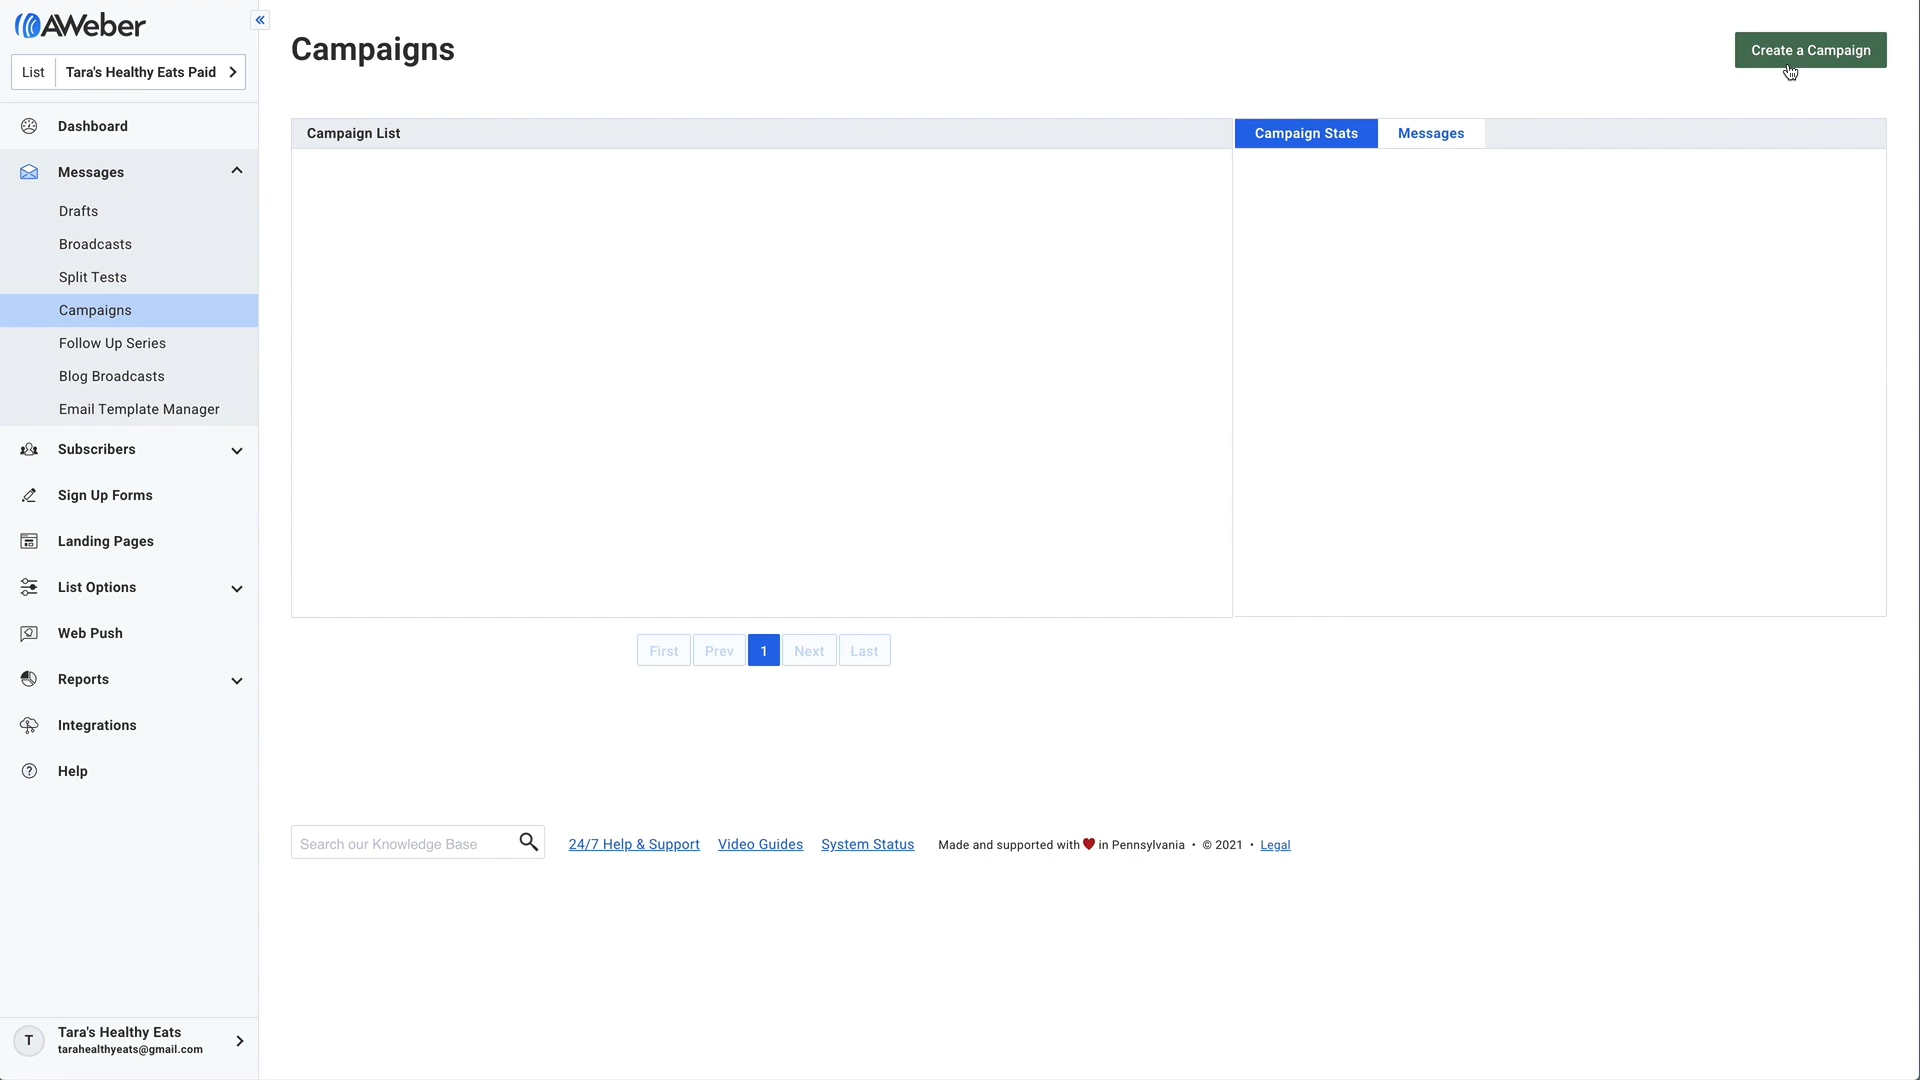 AWeber
List Tara's Healthy Eats Paid
Dashboard
Messages
Drafts
Broadcasts
Split Tests
Campaigns
Follow Up Series
Blog Broadcasts
Email Template Manager
Subscribers
Sign Up Forms
Landing Pages
List Options
Web Push
Reports
Integrations
Help
T
Tara's Healthy Eats
tarahealthyeats@gmail.com
Campaigns
Create a Campaign
Campaign List
Campaign Stats Messages
First Prev 1 Next Last
Search our Knowledge Base 24/7 Help & Support Video Guides System Status Made and supported with ❤ in Pennsylvania • © 2021 • Legal